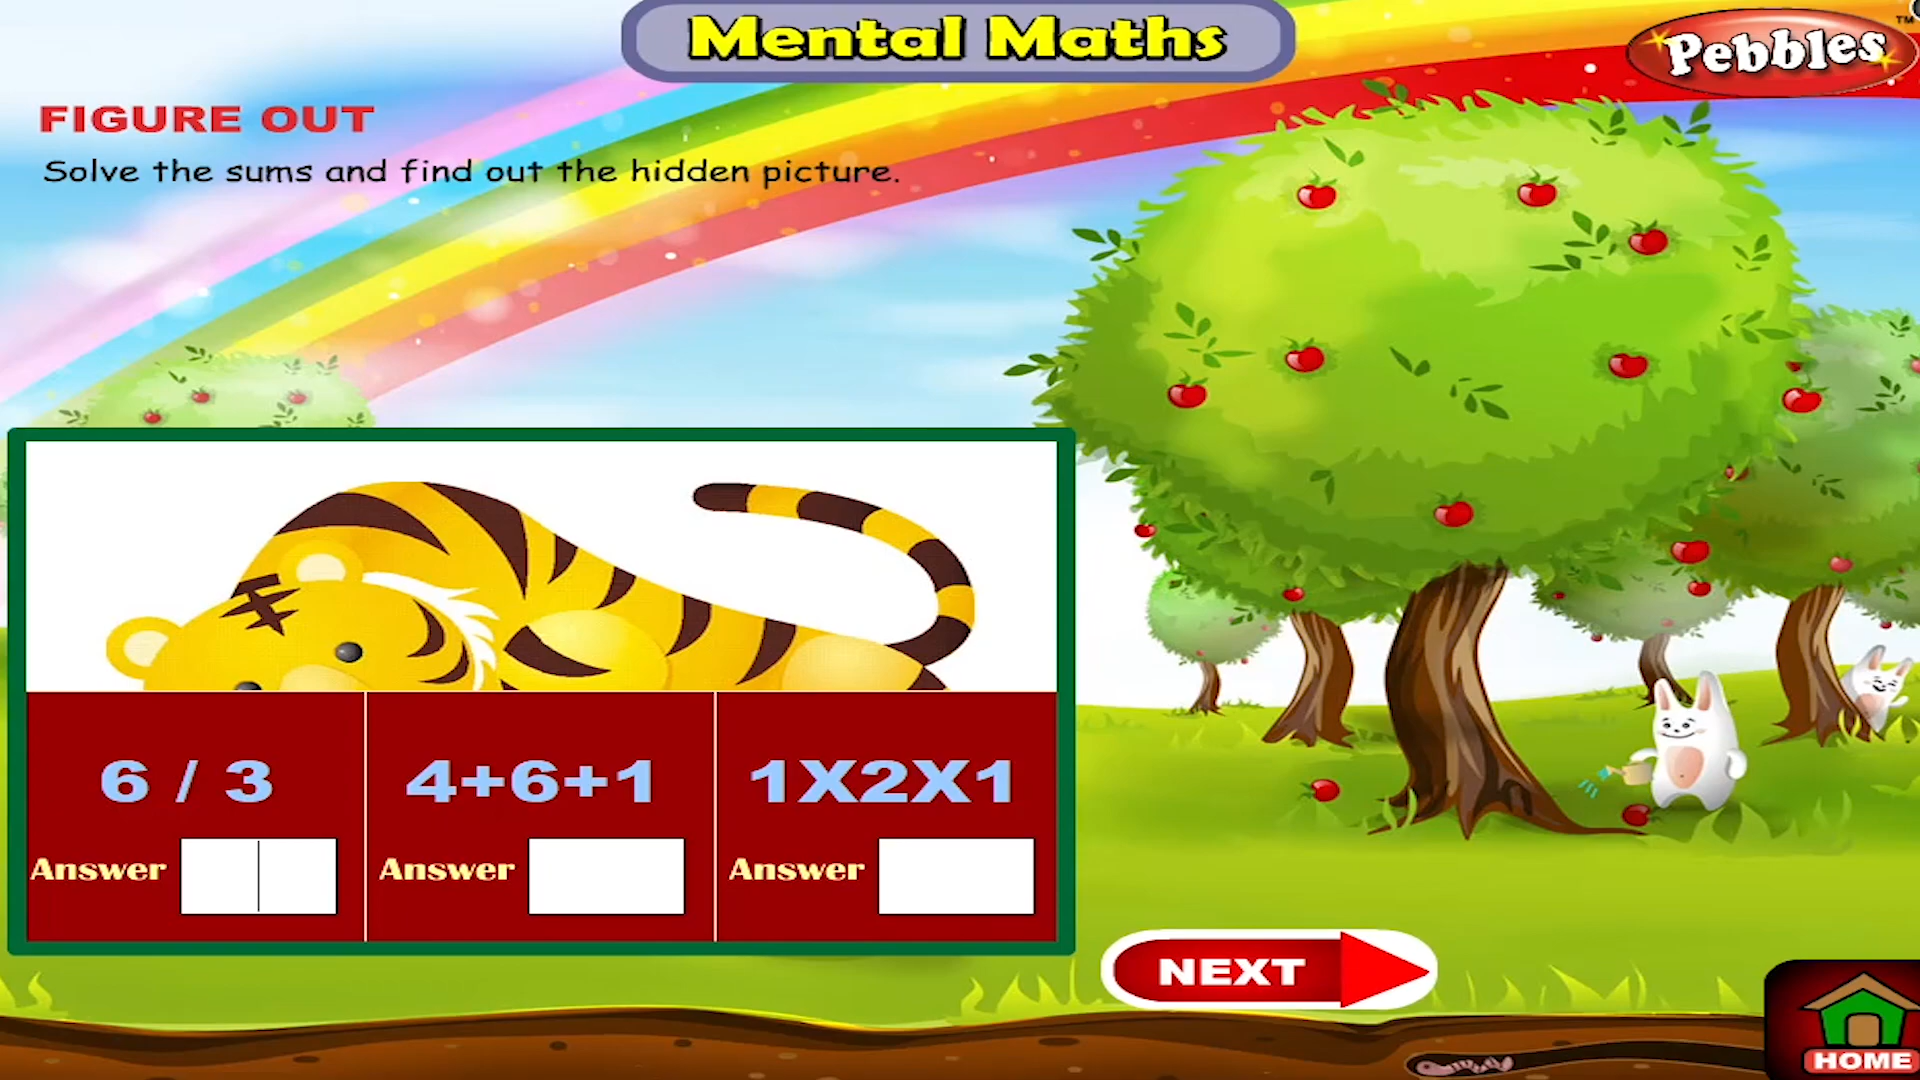 Mental Maths
Pebbles TM
FIGURE OUT
Solve the sums and find out the hidden picture.
6 / 3
4+6+1
1X2X1
Answer
Answer
Answer
NEXT
HOME